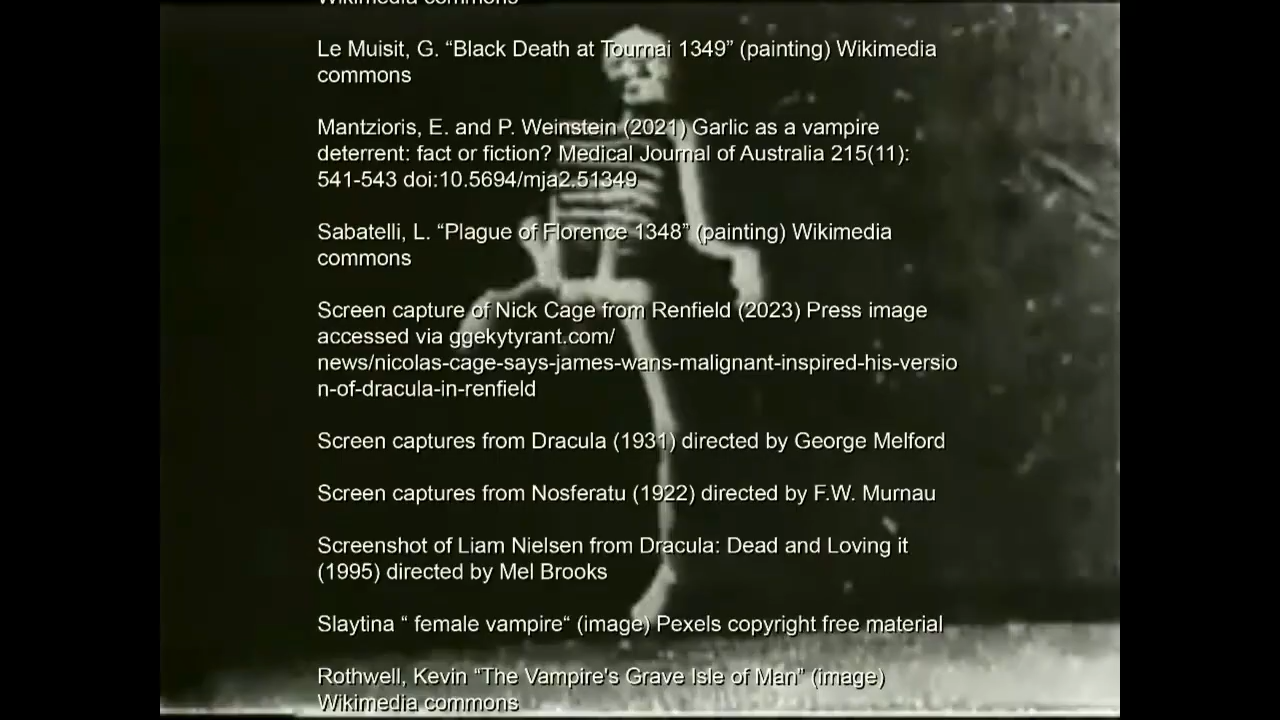 Wikimedia commons
Le Muisit, G. “Black Death at Tournai 1349” (painting) Wikimedia
commons
Mantzioris, E. and P. Weinstein (2021) Garlic as a vampire
deterrent: fact or fiction? Medical Journal of Australia 215(11):
541-543 doi:10.5694/mja2.51349
Sabatelli, L. “Plague of Florence 1348” (painting) Wikimedia
commons
Screen capture of Nick Cage from Renfield (2023) Press image
accessed via ggekytyrant.com/
news/nicolas-cage-says-james-wans-malignant-inspired-his-versio
n-of-dracula-in-renfield
Screen captures from Dracula (1931) directed by George Melford
Screen captures from Nosferatu (1922) directed by F.W. Murnau
Screenshot of Liam Nielsen from Dracula: Dead and Loving it
(1995) directed by Mel Brooks
Slaytina “ female vampire“ (image) Pexels copyright free material
Rothwell, Kevin “The Vampire's Grave Isle of Man” (image)
Wikimedia commons